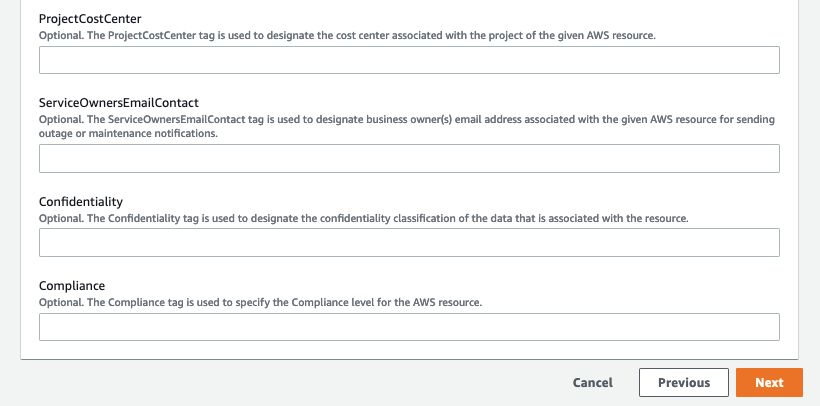 ProjectCostCenter
Optional. The ProjectCostCenter tag is used to designate the cost center associated with the project of the given AWS resource.
ServiceOwnersEmailContact
Optional. The ServiceOwnersEmailContact tag is used to designate business owner(s) email address associated with the given AWS resource for sending
outage or maintenance notifications.
Confidentiality
Optional. The Confidentiality tag is used to designate the confidentiality classification of the data that is associated with the resource.
Compliance
Optional. The Compliance tag is used to specify the Compliance level for the AWS resource.
Cancel Previous Next